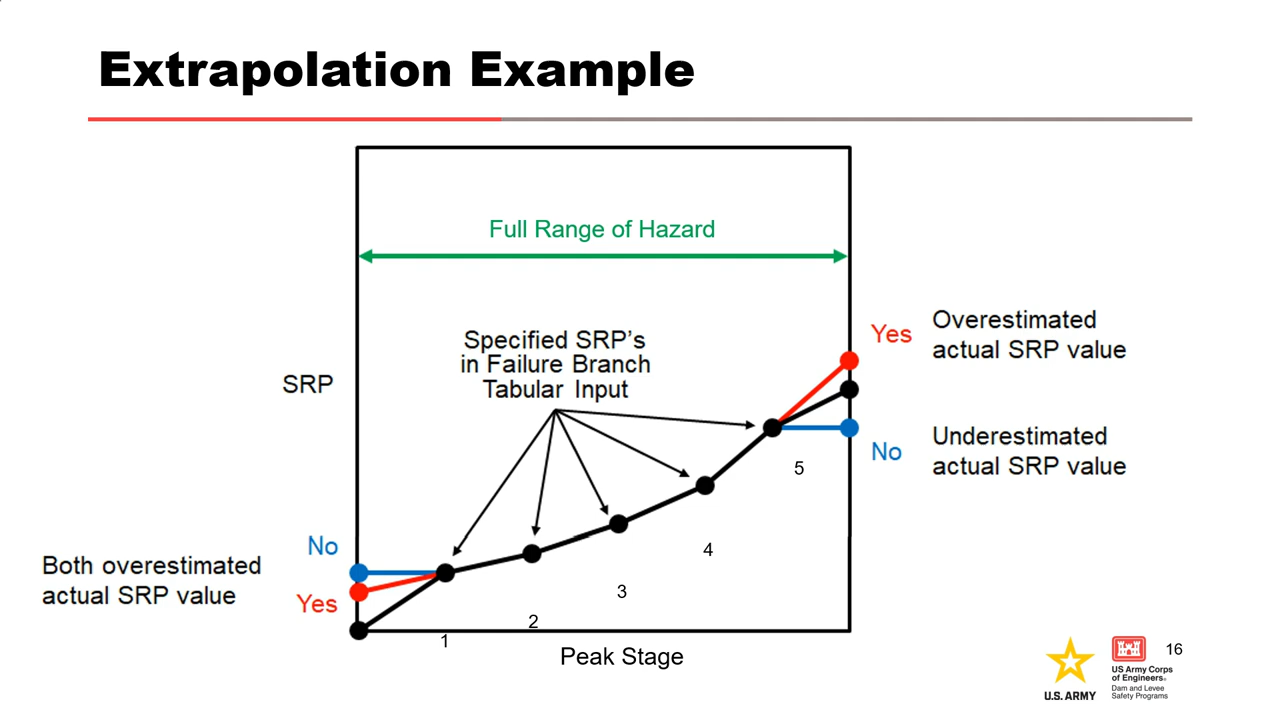 Extrapolation Example
Full Range of Hazard
Specified SRP's
in Failure Branch
Tabular Input
SRP
Yes
Overestimated
actual SRP value
No
Underestimated
actual SRP value
5
4
3
2
1
No
Yes
Both overestimated
actual SRP value
Peak Stage
U.S. ARMY
US Army Corps
of Engineers®
Dam and Levee
Safety Programs
16